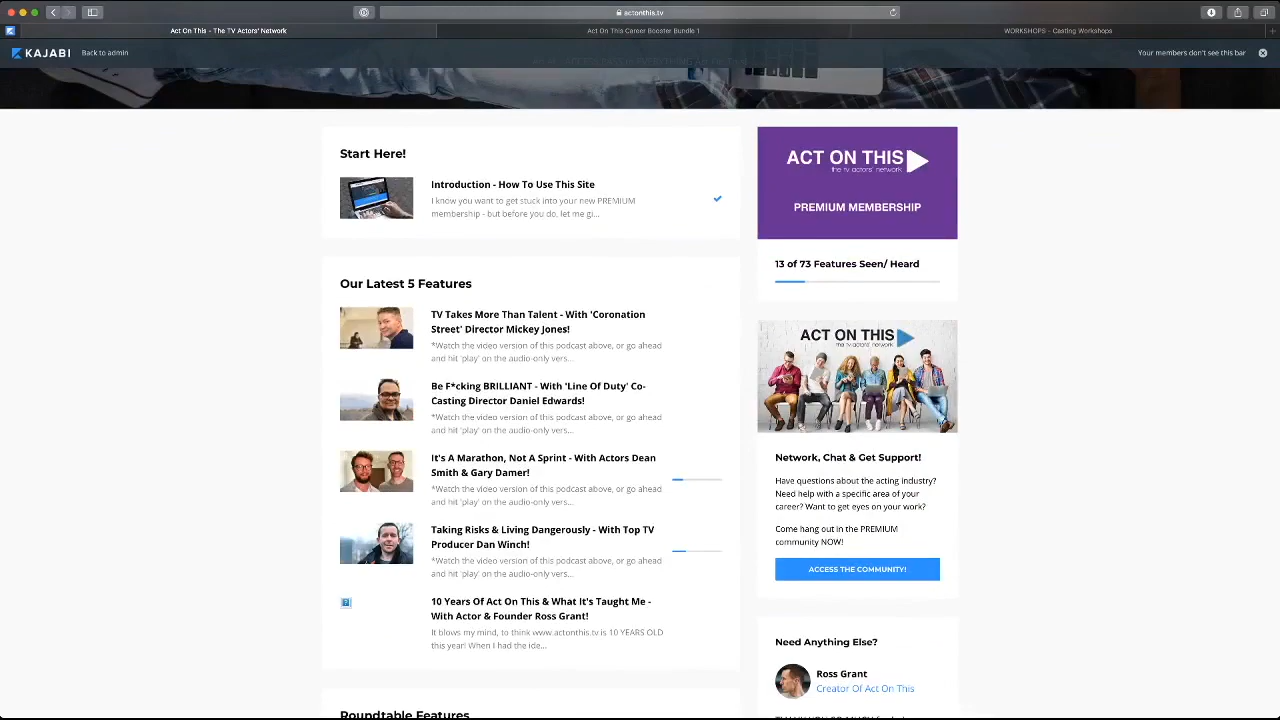 actonthis.tv
Act On This - The TV Actors' Network
Act On This Career Booster Bundle 1
WORKSHOPS - Casting Workshops
KAJABI
Back to admin
Your members don't see this bar
Start Here!
Introduction - How To Use This Site
I know you want to get stuck into your new PREMIUM
membership - but before you do, let me gi...
Our Latest 5 Features
TV Takes More Than Talent - With 'Coronation
Street' Director Mickey Jones!
*Watch the video version of this podcast above, or go ahead
and hit 'play' on the audio-only vers...
Be F*cking BRILLIANT - With 'Line Of Duty' Co-
Casting Director Daniel Edwards!
*Watch the video version of this podcast above, or go ahead
and hit 'play' on the audio-only vers...
It's A Marathon, Not A Sprint - With Actors Dean
Smith & Gary Damer!
*Watch the video version of this podcast above, or go ahead
and hit 'play' on the audio-only vers...
Taking Risks & Living Dangerously - With Top TV
Producer Dan Winch!
*Watch the video version of this podcast above, or go ahead
and hit 'play' on the audio-only vers...
10 Years Of Act On This & What It's Taught Me -
With Actor & Founder Ross Grant!
It blows my mind, to think www.actonthis.tv is 10 YEARS OLD
this year! When I had the ide...
Roundtable Features
ACT ON THIS
the tv actors' network
PREMIUM MEMBERSHIP
13 of 73 Features Seen/ Heard
ACT ON THIS
the tv actors' network
Network, Chat & Get Support!
Have questions about the acting industry?
Need help with a specific area of your
career? Want to get eyes on your work?
Come hang out in the PREMIUM
community NOW!
ACCESS THE COMMUNITY!
Need Anything Else?
Ross Grant
Creator Of Act On This